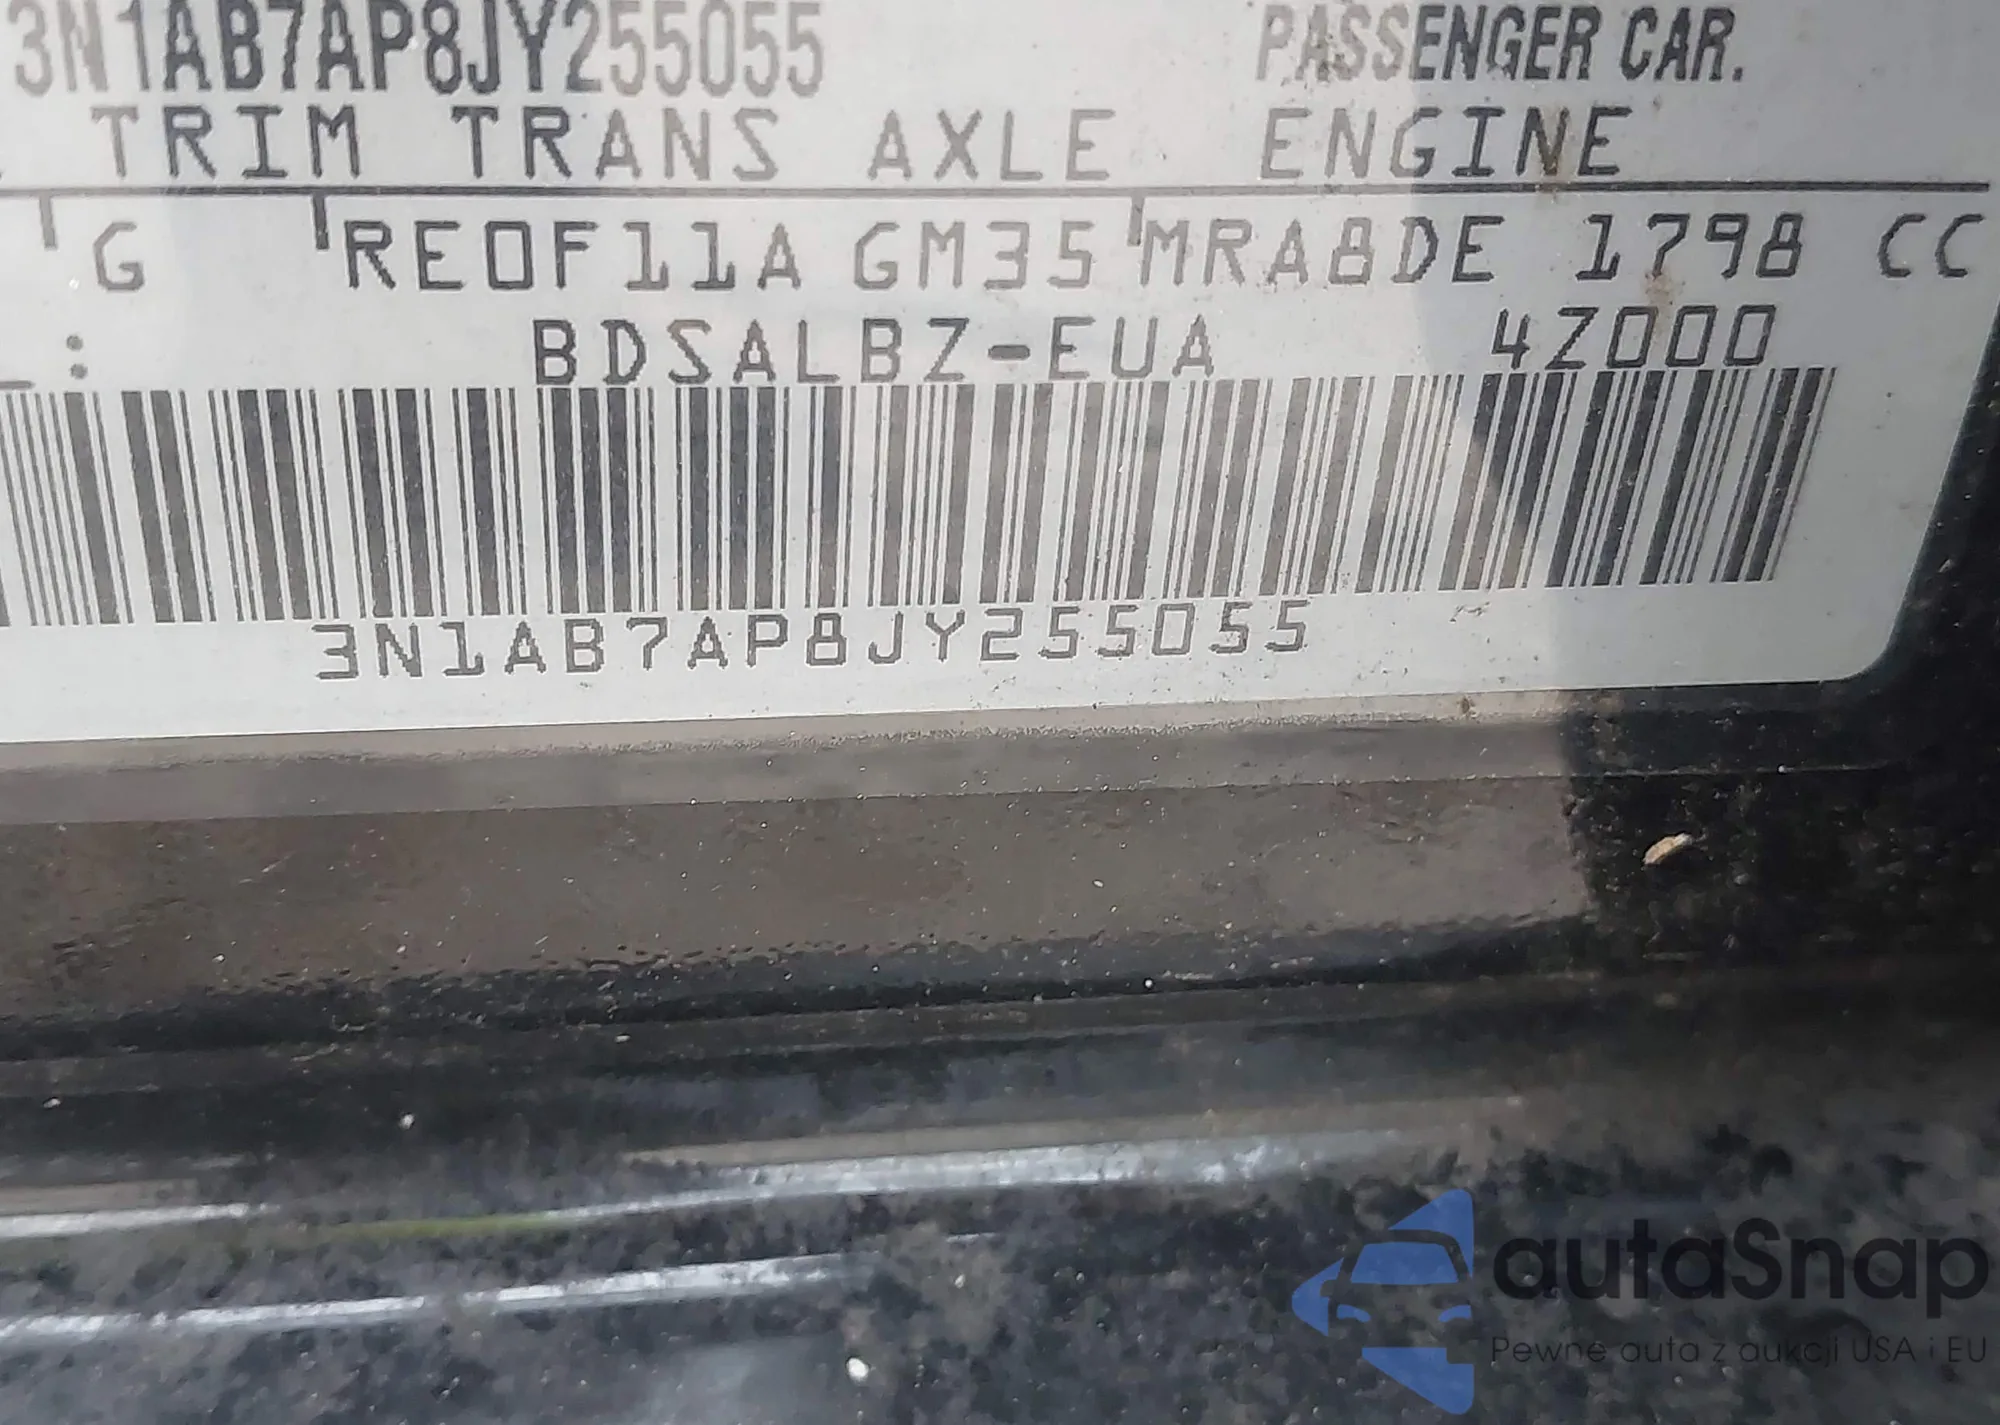 3N1AB7AP8JY255055 PASSENGER CAR.
TRIM TRANS AXLE ENGINE
G RE0F11A GM35 MRA8DE 1798 CC
: BDSALBZ-EUA 4Z000
3N1AB7AP8JY255055
autaSnap
Pewne auta z aukcji USA i EU